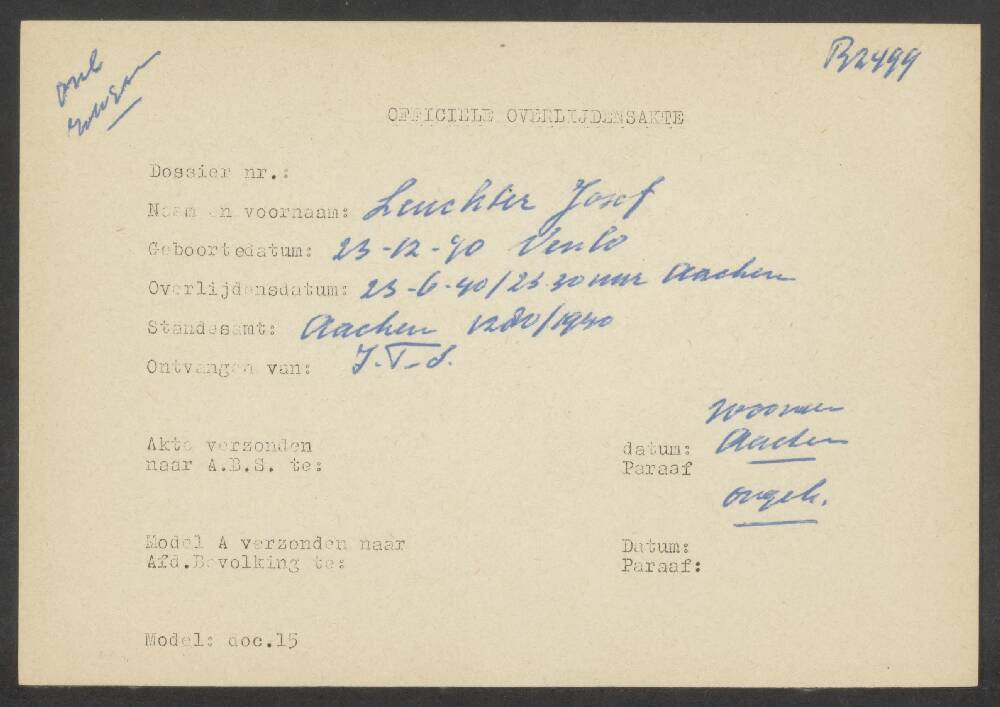 B2499
OFFICIELE OVERLIJDENSAKTE
Dossier nr.:
Naam en voornaam: Leuchter Josef
Geboortedatum: 23-12-90 Venlo
Overlijdensdatum: 23-6-40/23.30 uur Aachen
Standesamt: Aachen 1280/1940
Ontvangen van: I.T.S.
Akte verzonden
naar A.B.S. te:
datum:
Paraaf
Aachen
ongeh.
Model A verzonden naar
Afd.Bevolking te:
Datum:
Paraaf:
Model: doc.15